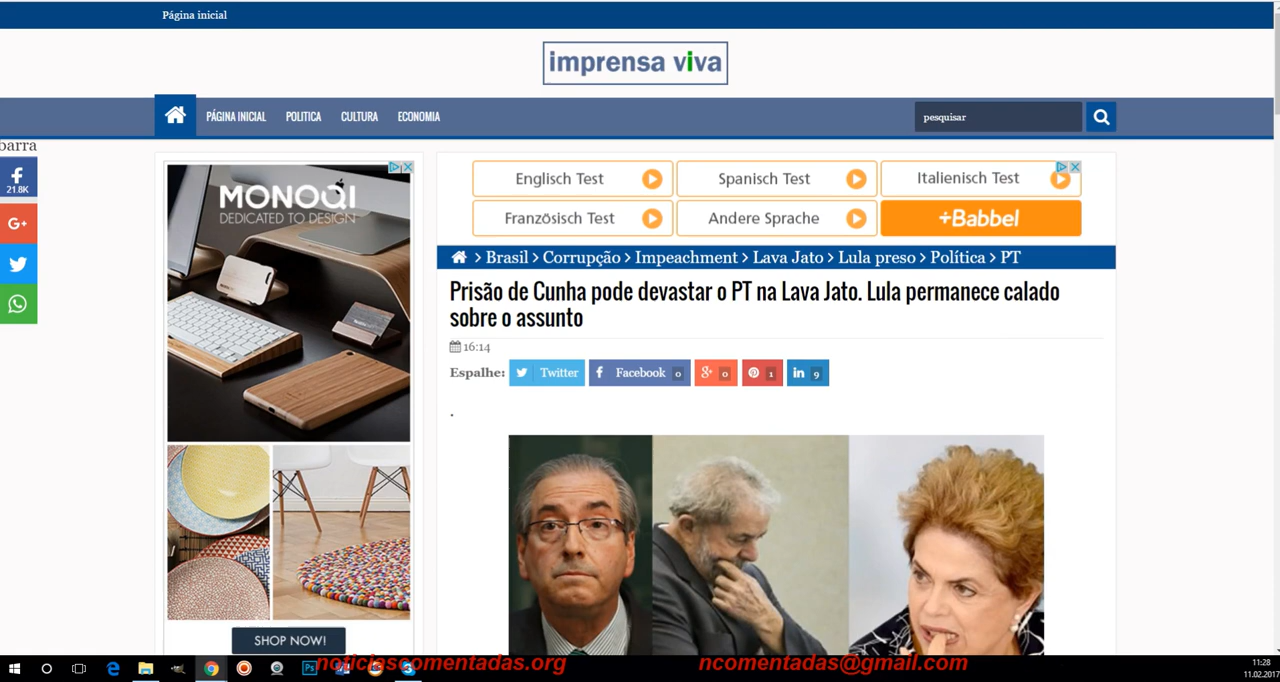 Página inicial
imprensa viva
PÁGINA INICIAL POLITICA CULTURA ECONOMIA
pesquisar
barra
21.8K
G+
MONOQI
DEDICATED TO DESIGN
SHOP NOW!
Englisch Test Spanisch Test Italienisch Test
Französisch Test Andere Sprache +Babbel
> Brasil > Corrupção > Impeachment > Lava Jato > Lula preso > Política > PT
Prisão de Cunha pode devastar o PT na Lava Jato. Lula permanece calado
sobre o assunto
16:14
Espalhe: Twitter Facebook 0 0 1 in 9
.
noticiascomentadas.org ncomentadas@gmail.com
11:28
11.02.2017